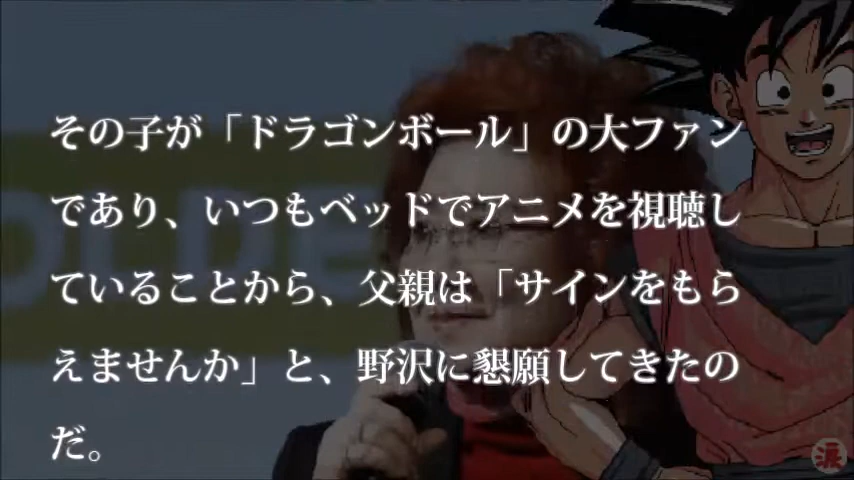 その子が「ドラゴンボール」の大ファン
であり、いつもベッドでアニメを視聴し
ていることから、父親は「サインをもら
えませんか」と、野沢に懇願してきたの
だ。
涙